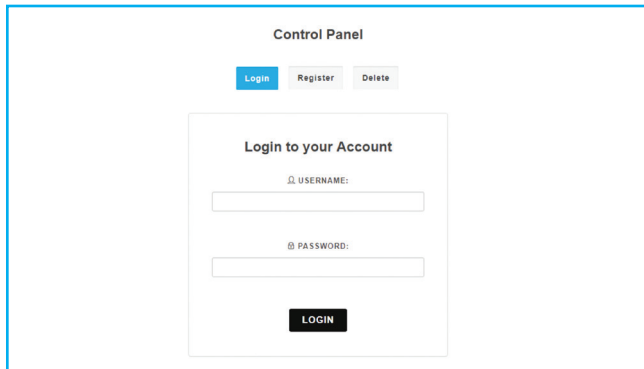 Control Panel
Login Register Delete
Login to your Account
USERNAME:
PASSWORD:
LOGIN